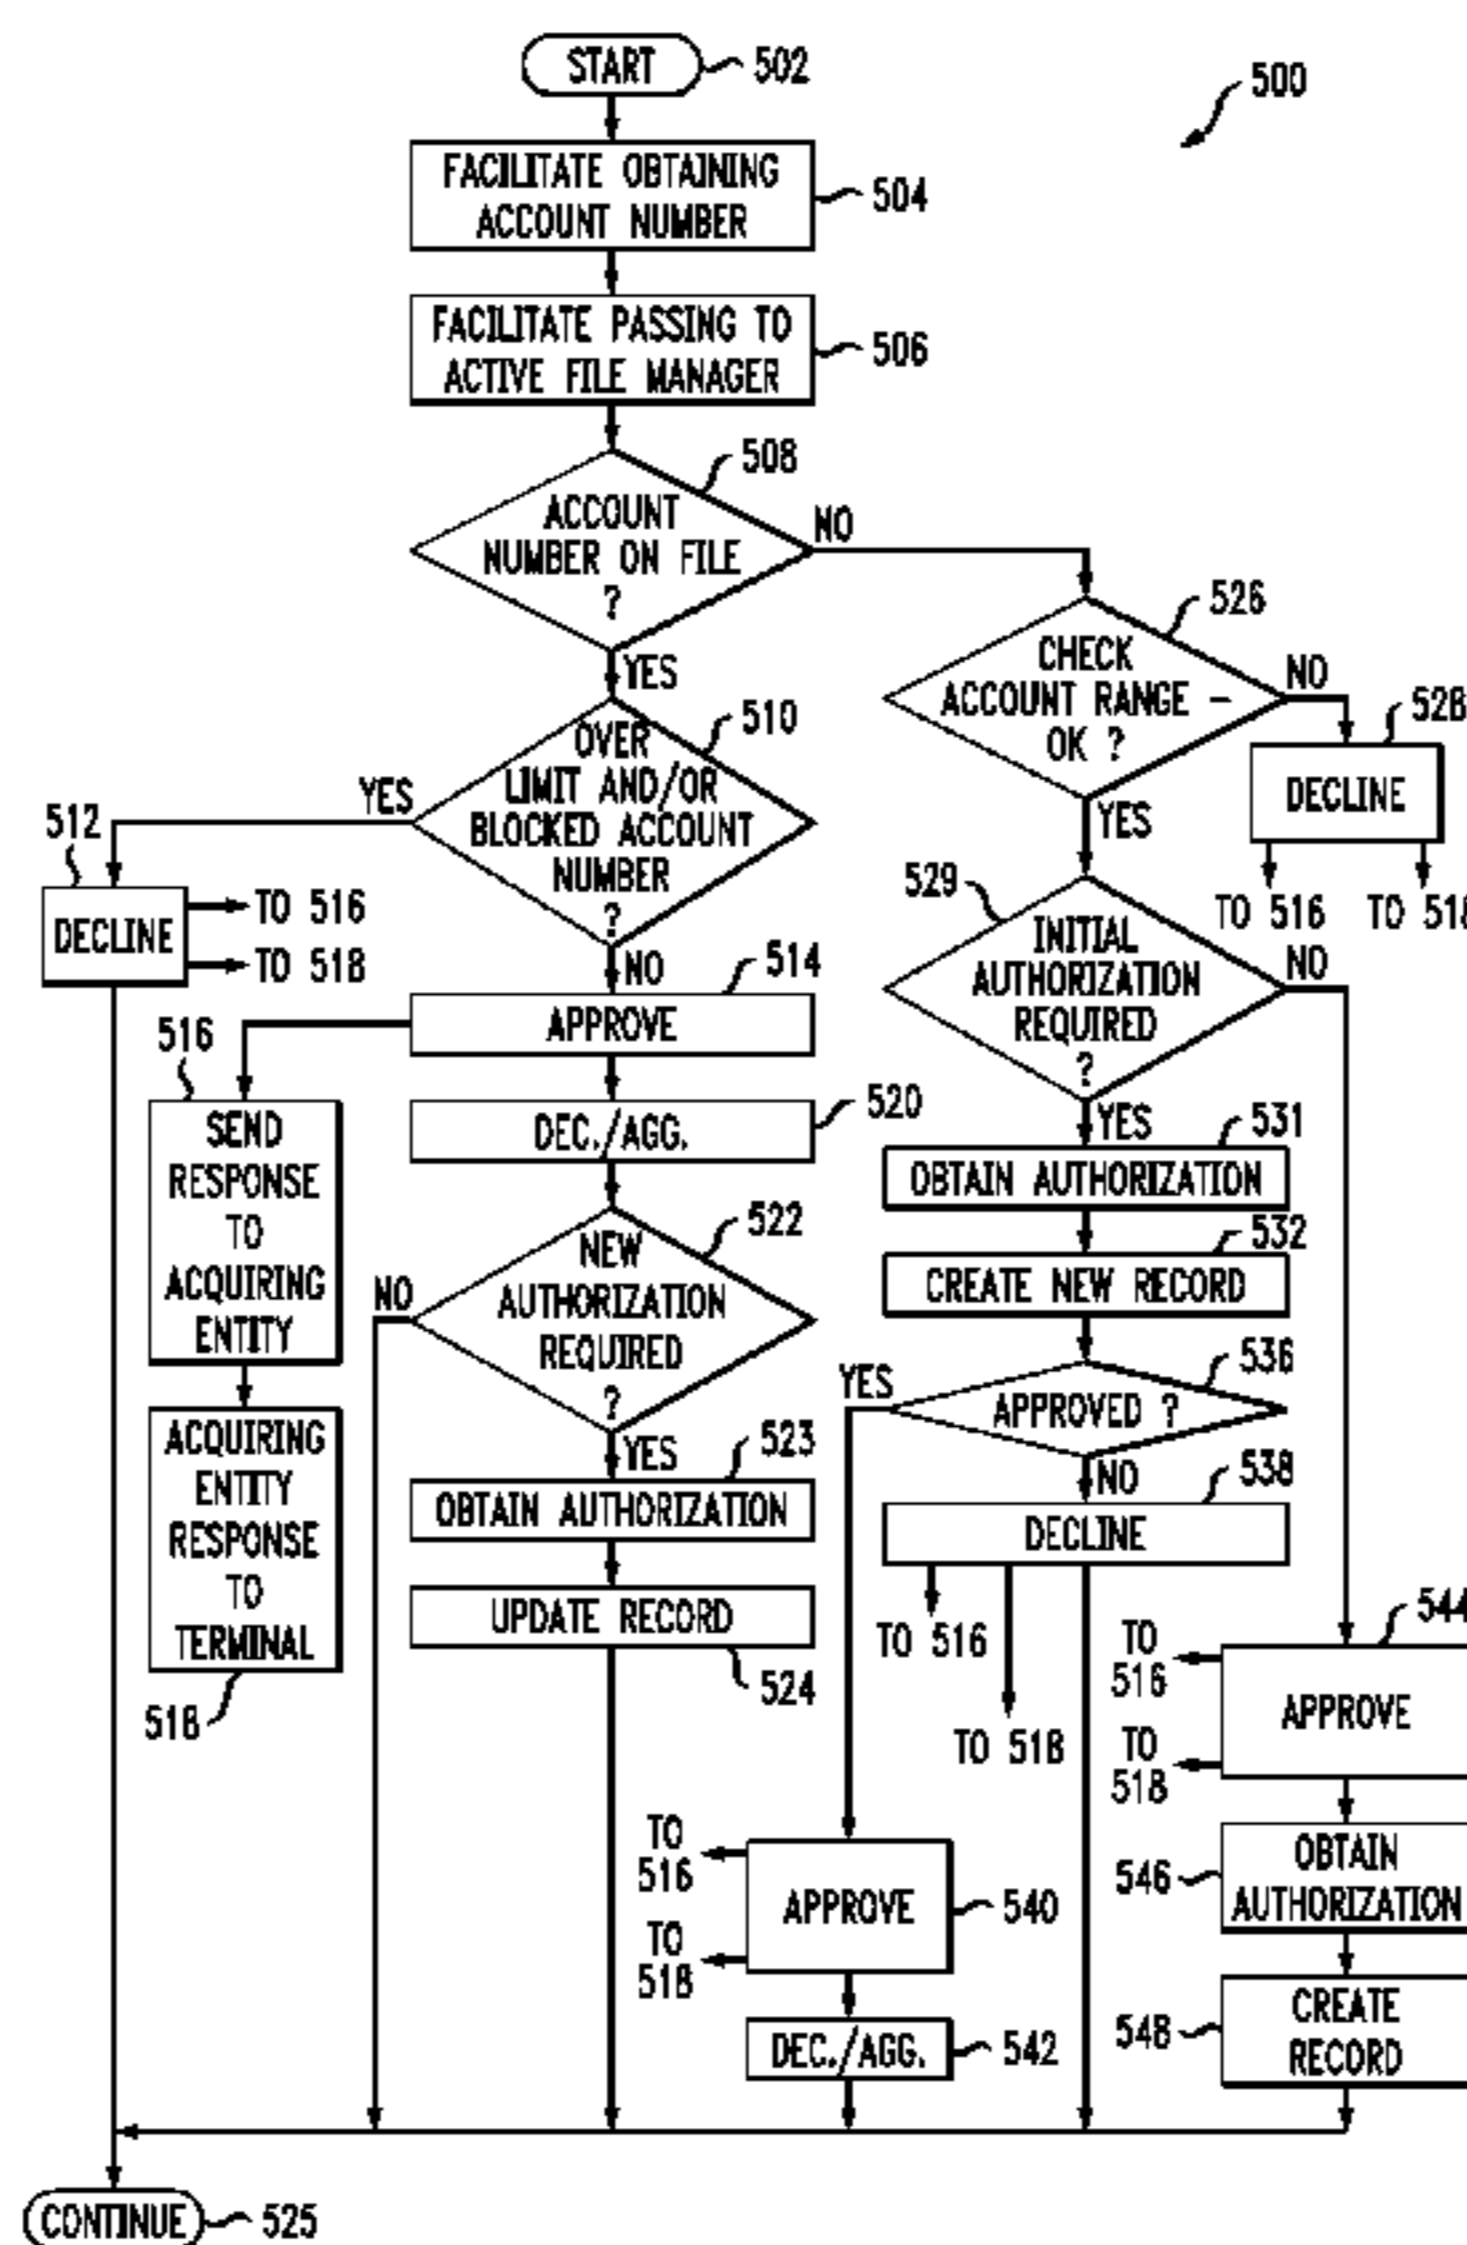 START
502
500
FACILITATE OBTAINING
ACCOUNT NUMBER
504
FACILITATE PASSING TO
ACTIVE FILE MANAGER
506
508
ACCOUNT
NUMBER ON FILE
?
NO
YES
526
CHECK
ACCOUNT RANGE -
OK ?
NO
528
DECLINE
TO 516
TO 518
YES
510
OVER
LIMIT AND/OR
BLOCKED ACCOUNT
NUMBER
?
YES
512
DECLINE
TO 516
TO 518
NO
514
APPROVE
529
INITIAL
AUTHORIZATION
REQUIRED
?
NO
YES
516
SEND
RESPONSE
TO
ACQUIRING
ENTITY
520
DEC./AGG.
531
OBTAIN AUTHORIZATION
532
CREATE NEW RECORD
522
NEW
AUTHORIZATION
REQUIRED
?
NO
YES
536
APPROVED ?
YES
NO
ACQUIRING
ENTITY
RESPONSE
TO
TERMINAL
518
523
OBTAIN AUTHORIZATION
538
DECLINE
TO 516
TO 518
UPDATE RECORD
524
544
TO
516
APPROVE
TO
518
TO
516
APPROVE
540
TO
518
546
OBTAIN
AUTHORIZATION
DEC./AGG.
542
548
CREATE
RECORD
CONTINUE
525